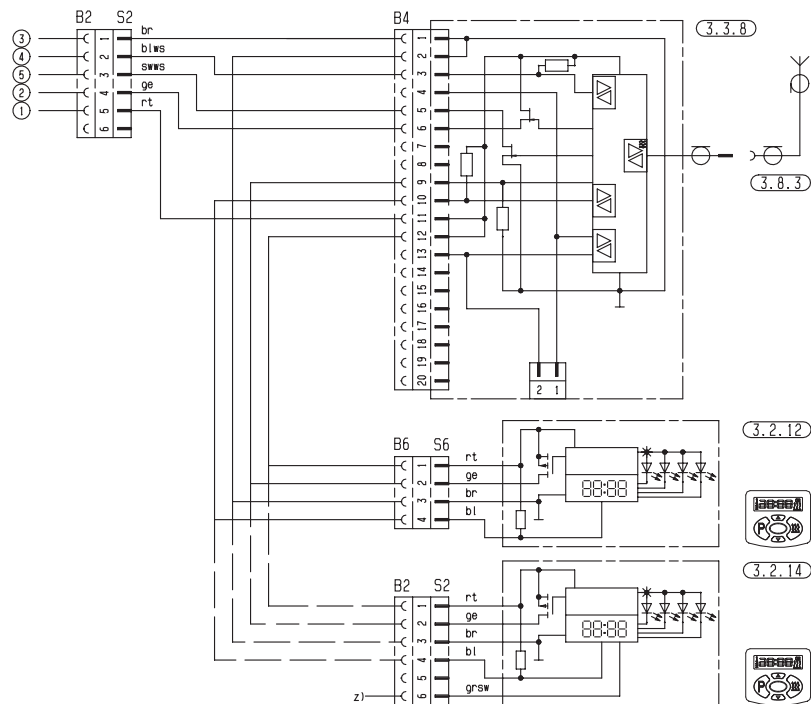 B2 S2
B4
3.3.8
3 1 br
4 2 blws
5 3 swws
2 4 ge
1 5 rt
6
1
2
3
4
5
6
7
8
9
10
11
12
13
14
15
16
17
18
19
20
3.8.3
2 1
B6 S6
3.2.12
1 rt
2 ge
3 br
4 bl
88:88
P
3.2.14
B2 S2
1 rt
2 ge
3 br
4 bl
5
z) 6 grsw
88:88
P